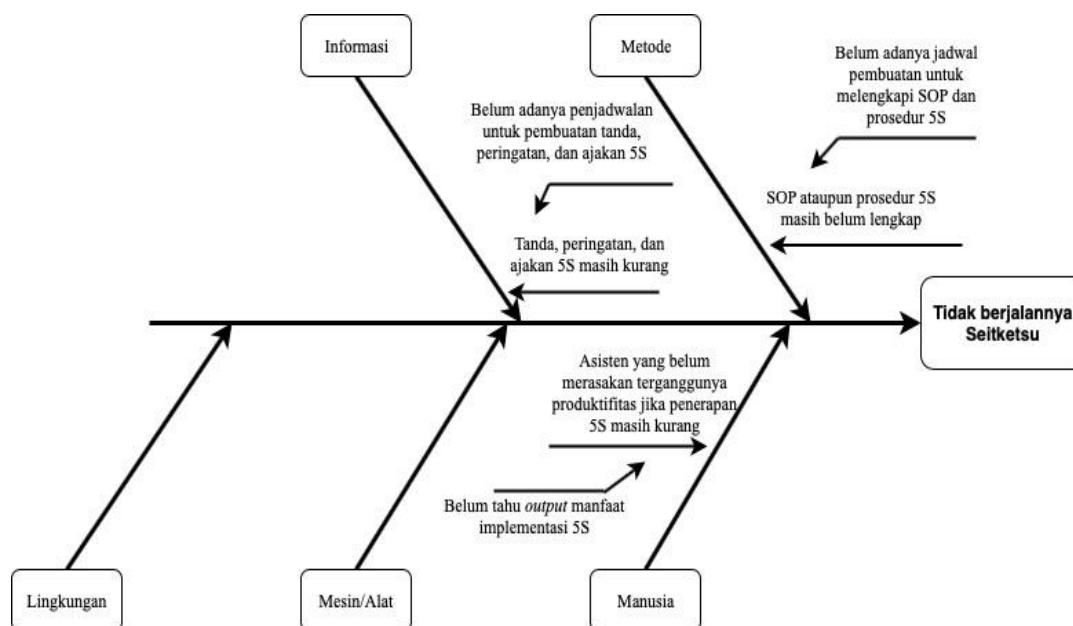 Informasi
Metode
Belum adanya jadwal
pembuatan untuk
melengkapi SOP dan
prosedur 5S
Belum adanya penjadwalan
untuk pembuatan tanda,
peringatan, dan ajakan 5S
SOP ataupun prosedur 5S
masih belum lengkap
Tanda, peringatan, dan
ajakan 5S masih kurang
Tidak berjalannya
Seitketsu
Asisten yang belum
merasakan terganggunya
produktifitas jika penerapan
5S masih kurang
Belum tahu output manfaat
implementasi 5S
Lingkungan
Mesin/Alat
Manusia